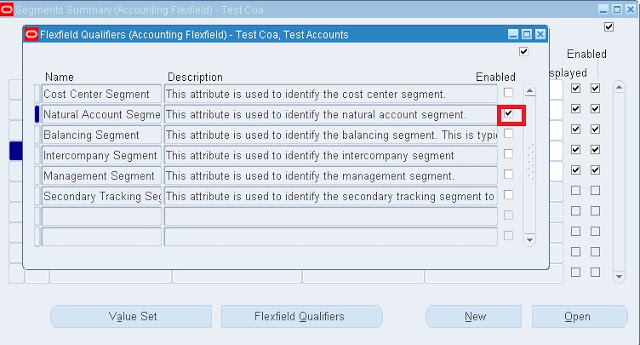 Segments Summary (Accounting Flexfield) - Test Coa
Flexfield Qualifiers (Accounting Flexfield) - Test Coa, Test Accounts
Enabled
splayed
Name Description Enabled
Cost Center Segment This attribute is used to identify the cost center segment.
Natural Account Segme This attribute is used to identify the natural account segment.
Balancing Segment This attribute is used to identify the balancing segment. This is typic
Intercompany Segment This attribute is used to identify the intercompany segment
Management Segment This attribute is used to identify the management segment.
Secondary Tracking Seg This attribute is used to identify the secondary tracking segment to
Value Set Flexfield Qualifiers New Open